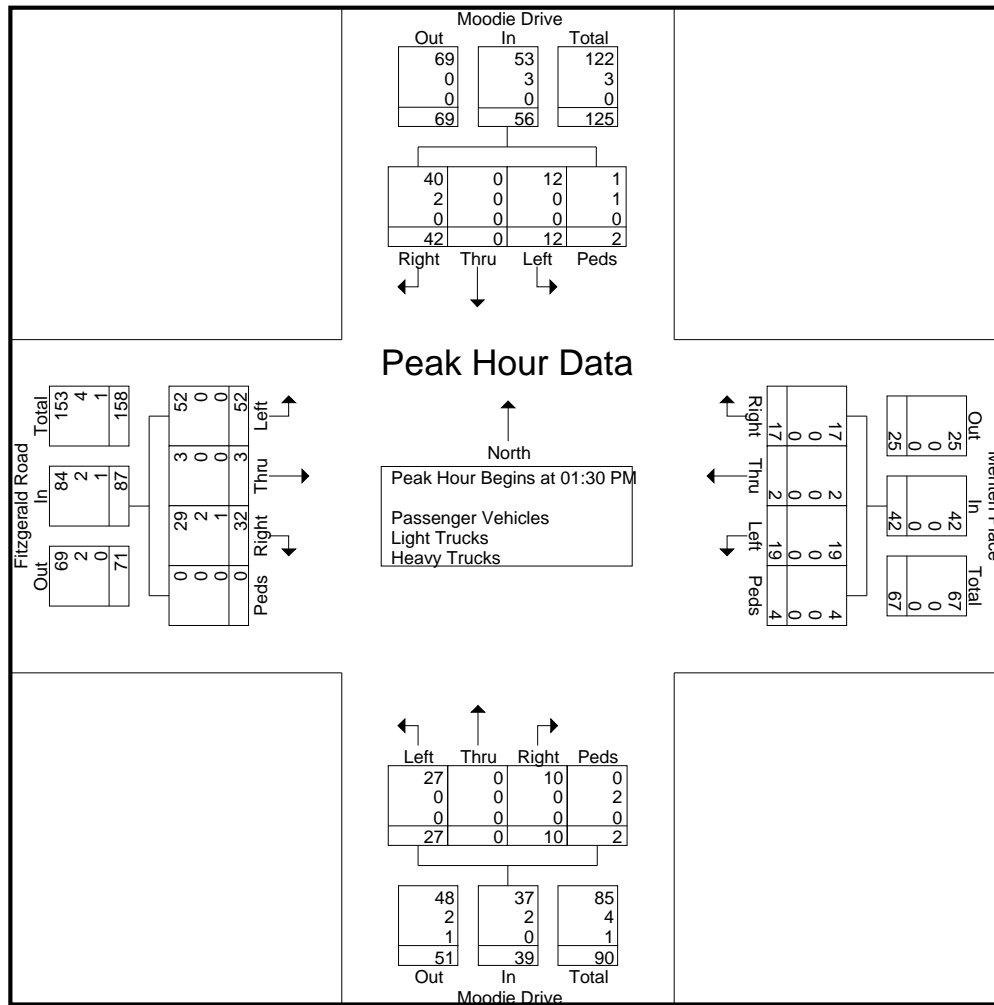 Moodie Drive
Out In Total
69 53 122
0 3 3
0 0 0
69 56 125
40 0 12 1
2 0 0 1
0 0 0 0
42 0 12 2
Right Thru Left Peds
Peak Hour Data
North
Peak Hour Begins at 01:30 PM
Passenger Vehicles
Light Trucks
Heavy Trucks
Fitzgerald Road
Out In Total
69 84 153
2 2 4
0 1 1
71 87 158
Peds Right Thru Left
0 29 3 52
0 2 0 0
0 1 0 0
0 32 3 52
Out In Total
25 42 67
0 0 0
0 0 0
25 42 67
17 2 19 4
0 0 0 0
0 0 0 0
17 2 19 4
Right Thru Left Peds
Left Thru Right Peds
27 0 10 0
0 0 0 2
0 0 0 0
27 0 10 2
48 37 85
2 2 4
1 0 1
51 39 90
Out In Total
Moodie Drive